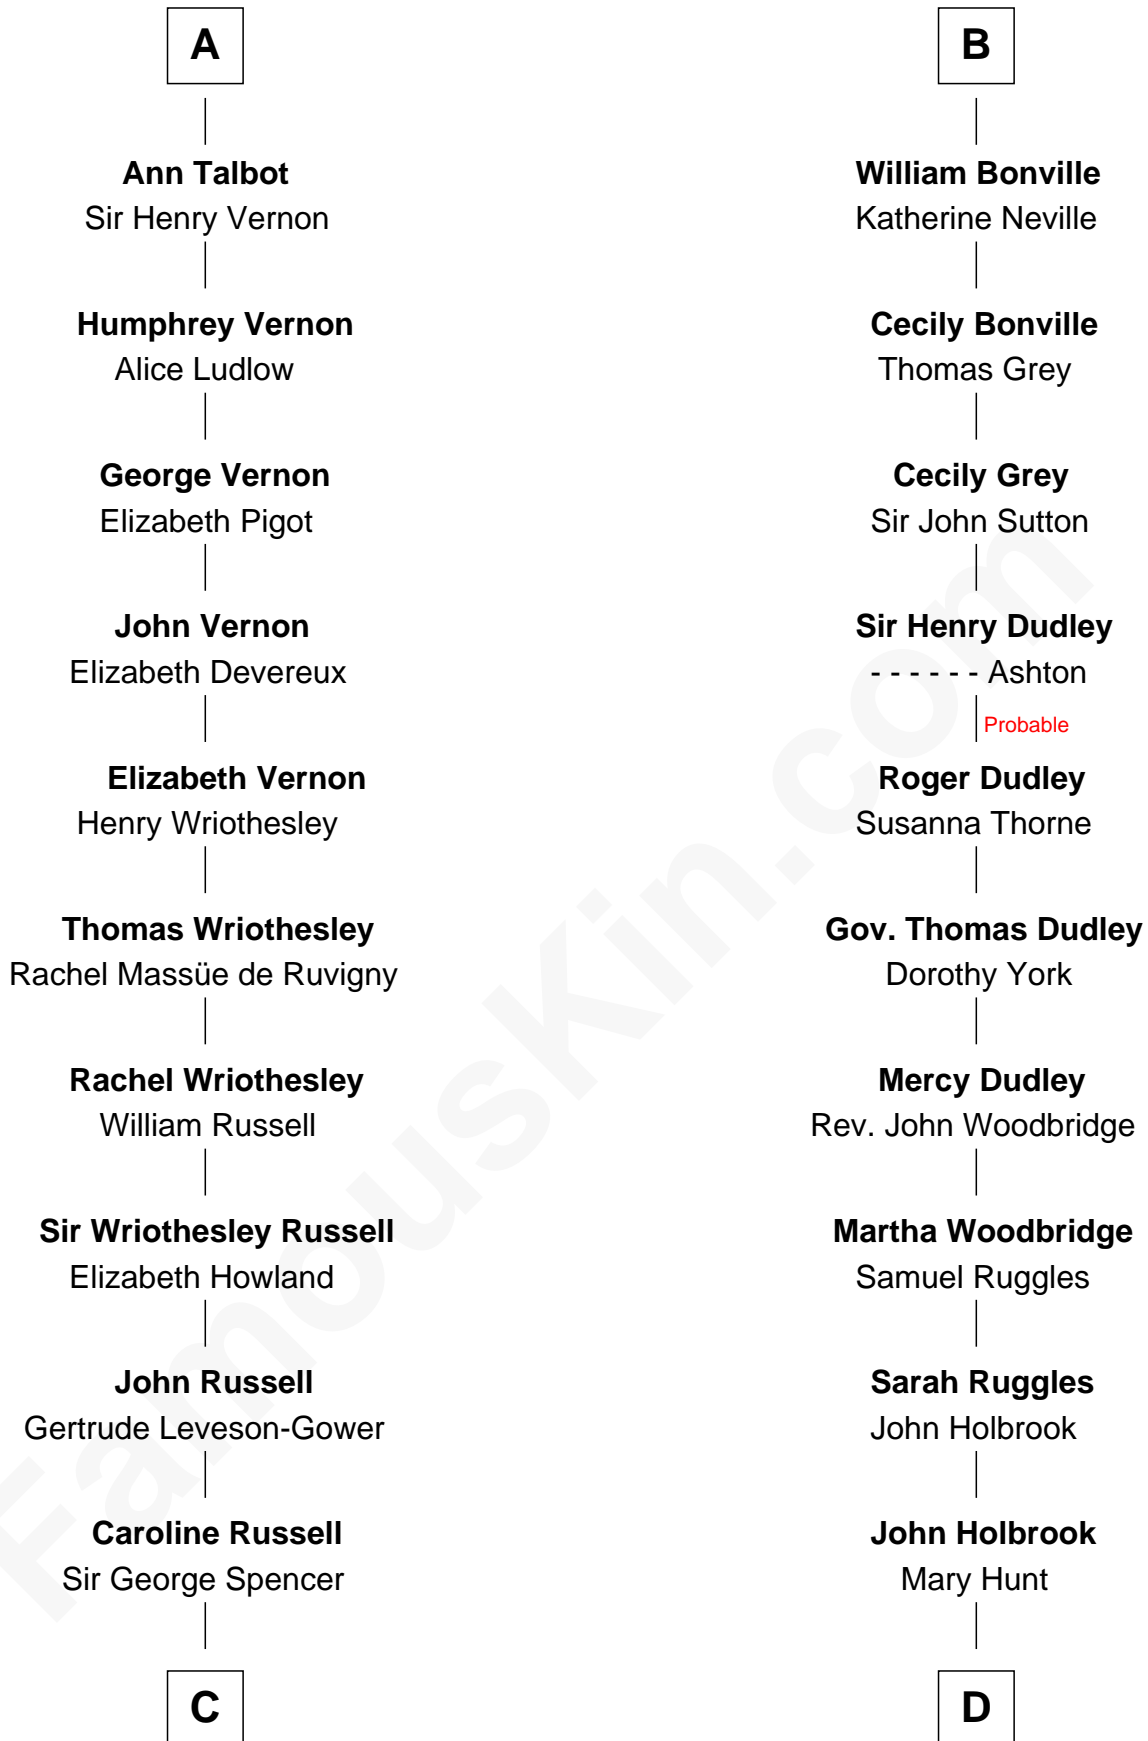 A
Ann Talbot
Sir Henry Vernon
Humphrey Vernon
Alice Ludlow
George Vernon
Elizabeth Pigot
John Vernon
Elizabeth Devereux
Elizabeth Vernon
Henry Wriothesley
Thomas Wriothesley
Rachel Massüe de Ruvigny
Rachel Wriothesley
William Russell
Sir Wriothesley Russell
Elizabeth Howland
John Russell
Gertrude Leveson-Gower
Caroline Russell
Sir George Spencer
C
B
William Bonville
Katherine Neville
Cecily Bonville
Thomas Grey
Cecily Grey
Sir John Sutton
Sir Henry Dudley
- - - - - - Ashton
Probable
Roger Dudley
Susanna Thorne
Gov. Thomas Dudley
Dorothy York
Mercy Dudley
Rev. John Woodbridge
Martha Woodbridge
Samuel Ruggles
Sarah Ruggles
John Holbrook
John Holbrook
Mary Hunt
D
FamousKin.com